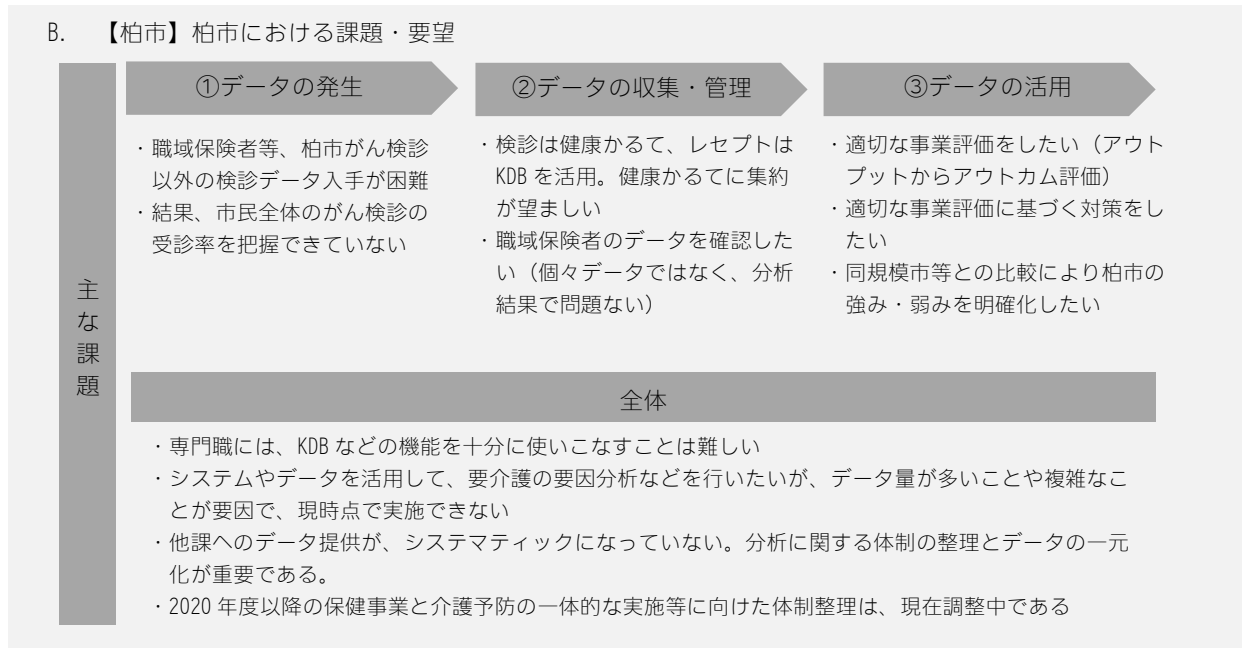 B. 【柏市】柏市における課題・要望
主な課題
①データの発生
・職域保険者等、柏市がん検診
以外の検診データ入手が困難
・結果、市民全体のがん検診の
受診率を把握できていない
②データの収集・管理
・検診は健康かるて、レセプトは
KDB を活用。健康かるてに集約
が望ましい
・職域保険者のデータを確認した
い（個々データではなく、分析
結果で問題ない）
③データの活用
・適切な事業評価をしたい（アウト
プットからアウトカム評価）
・適切な事業評価に基づく対策をし
たい
・同規模市等との比較により柏市の
強み・弱みを明確化したい
全体
・専門職には、KDB などの機能を十分に使いこなすことは難しい
・システムやデータを活用して、要介護の要因分析などを行いたいが、データ量が多いことや複雑なこ
とが要因で、現時点で実施できない
・他課へのデータ提供が、システマティックになっていない。分析に関する体制の整理とデータの一元
化が重要である。
・2020 年度以降の保健事業と介護予防の一体的な実施等に向けた体制整理は、現在調整中である